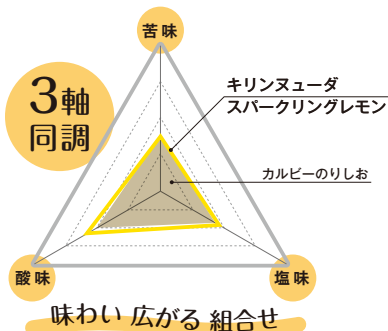 苦味
3軸
同調
キリンヌューダ
スパークリングレモン
カルビーのりしお
酸味
塩味
味わい 広がる 組合せ